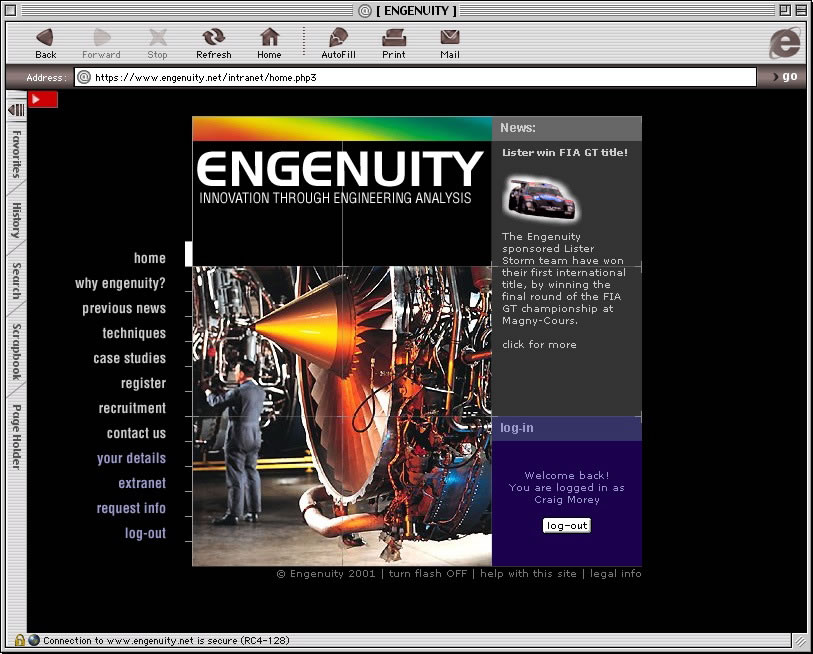 [ ENGENUITY ]
Back Forward Stop Refresh Home AutoFill Print Mail
Address: https://www.engenuity.net/intranet/home.php3 go
Favorites
History
Search
Scrapbook
Page Holder
home
why engenuity?
previous news
techniques
case studies
register
recruitment
contact us
your details
extranet
request info
log-out
ENGENUITY
INNOVATION THROUGH ENGINEERING ANALYSIS
News:
Lister win FIA GT title!
The Engenuity
sponsored Lister
Storm team have won
their first international
title, by winning the
final round of the FIA
GT championship at
Magny-Cours.
click for more
log-in
Welcome back!
You are logged in as
Craig Morey
log-out
© Engenuity 2001 | turn flash OFF | help with this site | legal info
Connection to www.engenuity.net is secure (RC4-128)